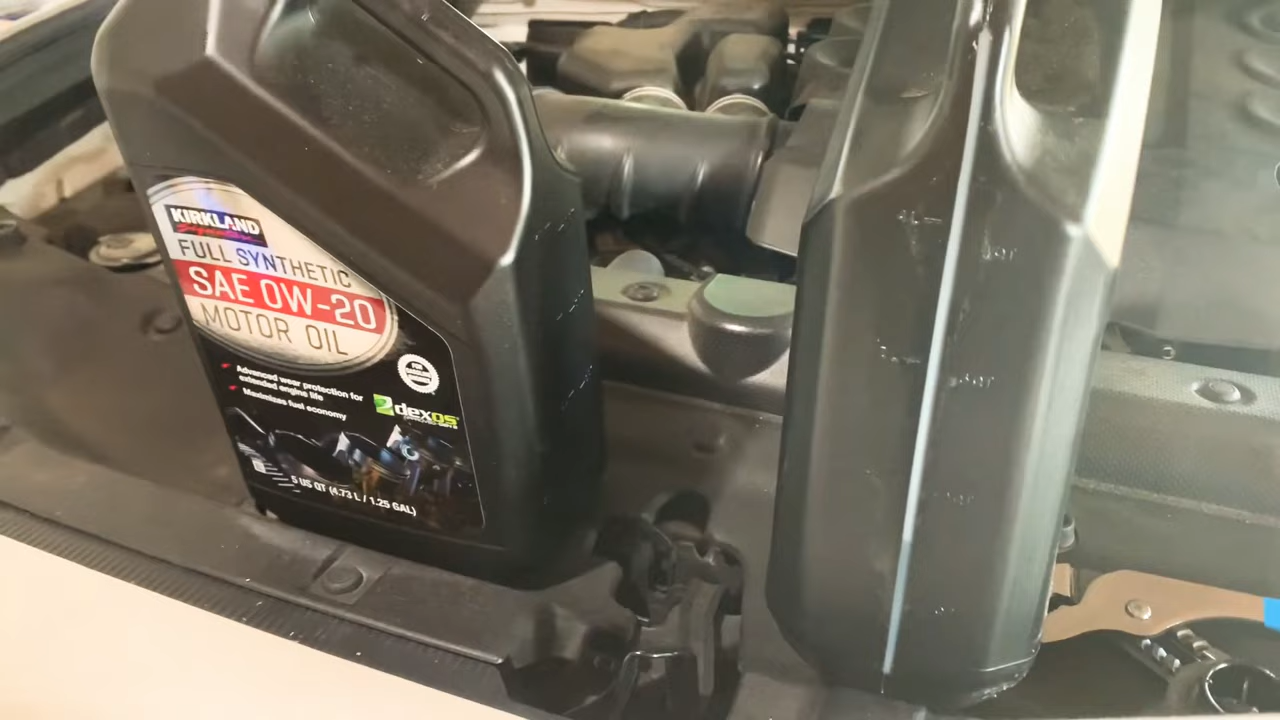 KIRKLAND
Signature
FULL SYNTHETIC
SAE 0W-20
MOTOR OIL
Advanced wear protection for
extended engine life
Maximizes fuel economy
dexos
5 US QT (4.73 L / 1.25 GAL)